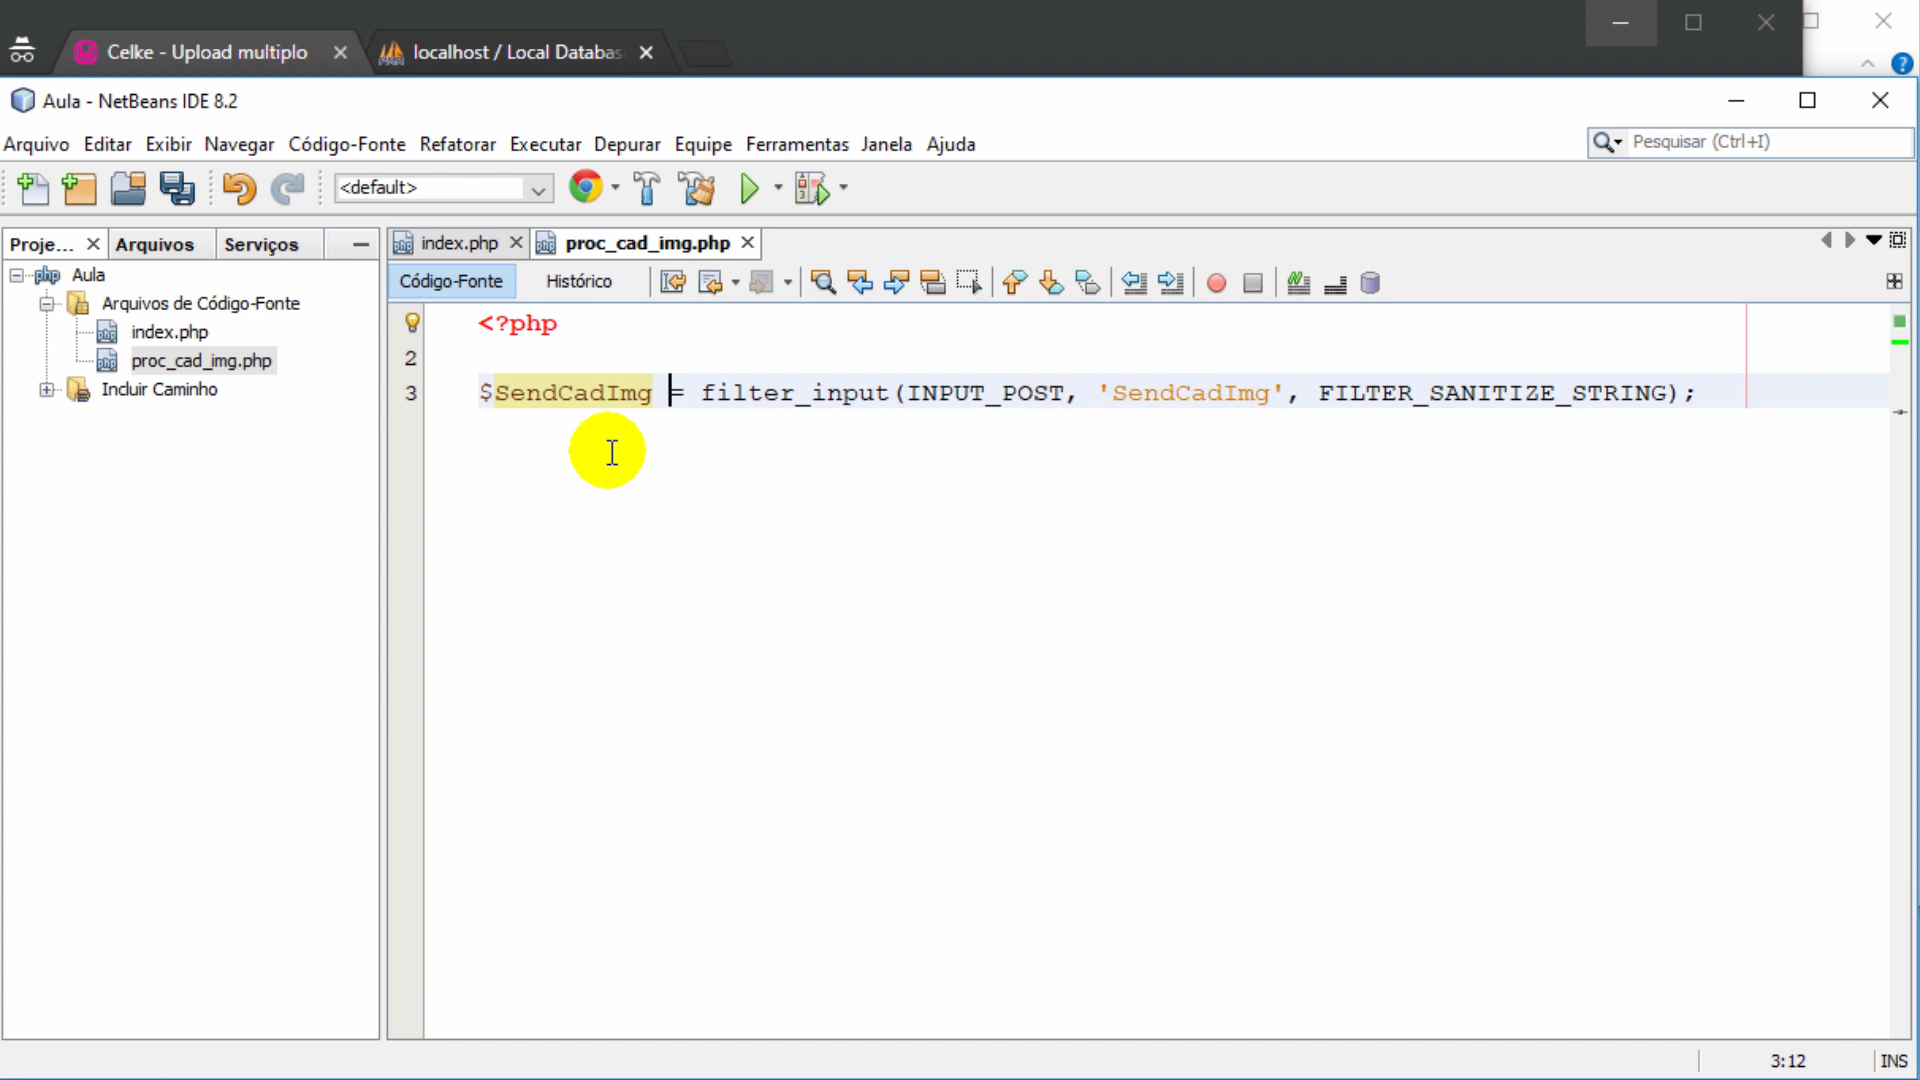 Celke - Upload multiplo
localhost / Local Databas
Aula - NetBeans IDE 8.2
Arquivo Editar Exibir Navegar Código-Fonte Refatorar Executar Depurar Equipe Ferramentas Janela Ajuda
Pesquisar (Ctrl+I)
<default>
Proje... Arquivos Serviços
index.php proc_cad_img.php
Código-Fonte Histórico
Aula
Arquivos de Código-Fonte
index.php
proc_cad_img.php
Incluir Caminho
<?php
2
3 $SendCadImg = filter_input(INPUT_POST, 'SendCadImg', FILTER_SANITIZE_STRING);
3:12 INS